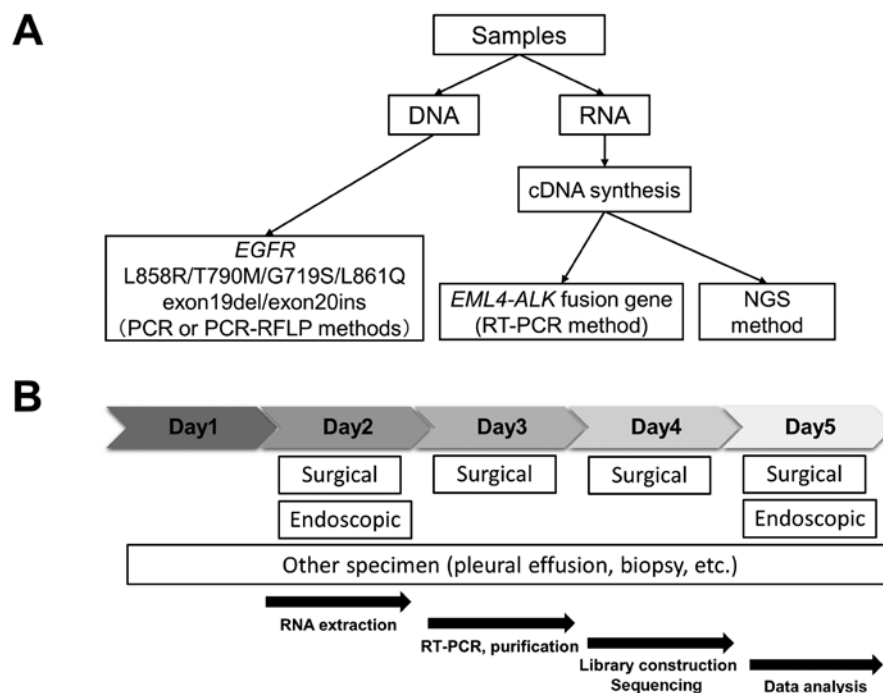 A
Samples
DNA
RNA
cDNA synthesis
EGFR
L858R/T790M/G719S/L861Q
exon19del/exon20ins
（PCR or PCR-RFLP methods）
EML4-ALK fusion gene
(RT-PCR method)
NGS
method
B
Day1
Day2
Day3
Day4
Day5
Surgical
Surgical
Surgical
Surgical
Endoscopic
Endoscopic
Other specimen (pleural effusion, biopsy, etc.)
RNA extraction
RT-PCR, purification
Library construction
Sequencing
Data analysis